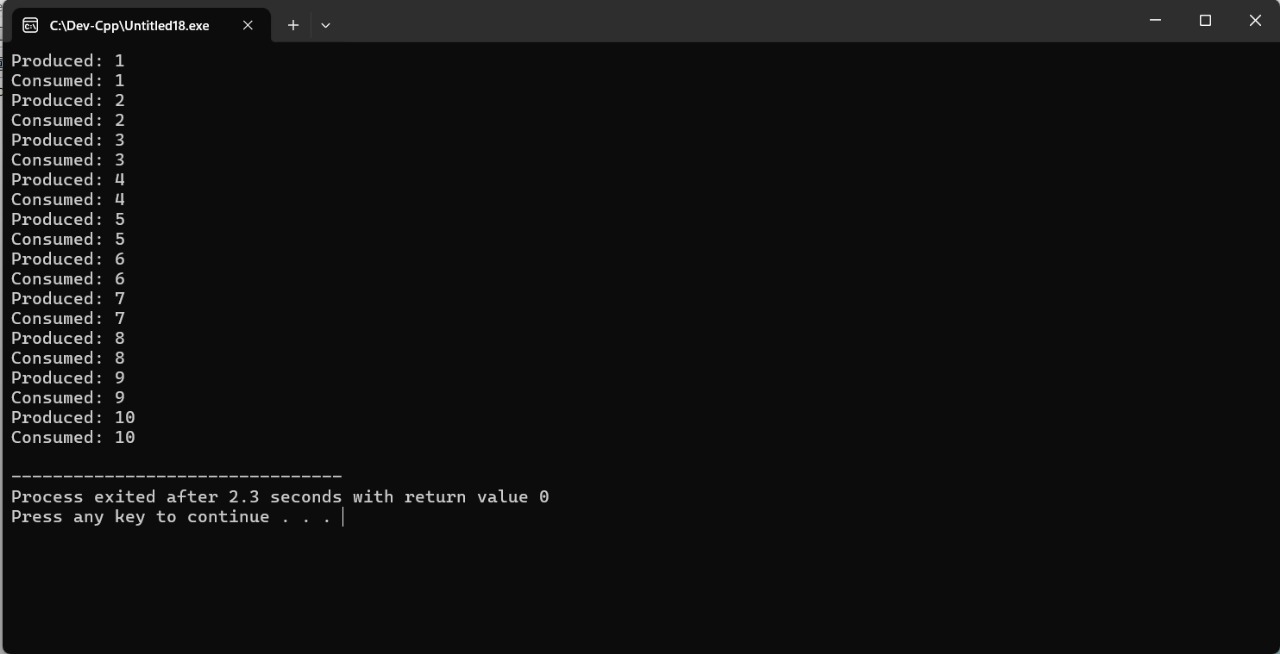 C:\Dev-Cpp\Untitled18.exe
Produced: 1
Consumed: 1
Produced: 2
Consumed: 2
Produced: 3
Consumed: 3
Produced: 4
Consumed: 4
Produced: 5
Consumed: 5
Produced: 6
Consumed: 6
Produced: 7
Consumed: 7
Produced: 8
Consumed: 8
Produced: 9
Consumed: 9
Produced: 10
Consumed: 10
--------------------------------
Process exited after 2.3 seconds with return value 0
Press any key to continue . . .